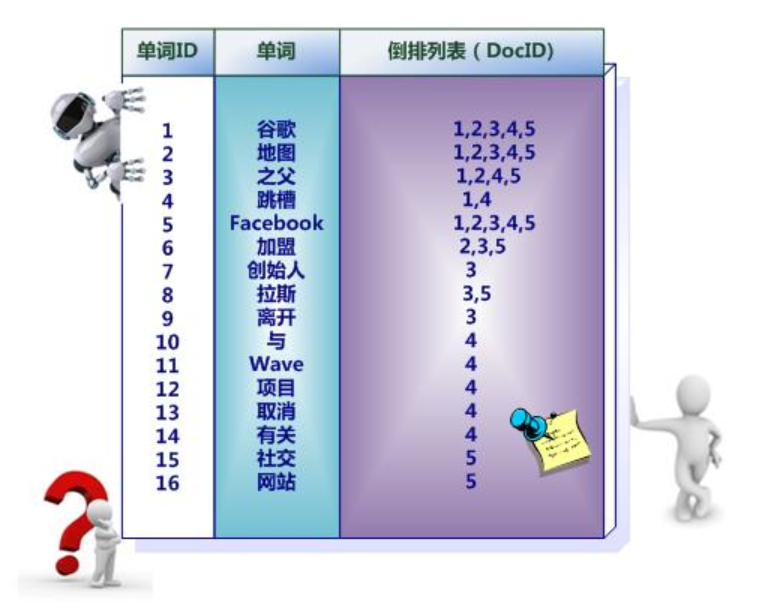 单词ID 单词 倒排列表（DocID)
1 谷歌 1,2,3,4,5
2 地图 1,2,3,4,5
3 之父 1,2,4,5
4 跳槽 1,4
5 Facebook 1,2,3,4,5
6 加盟 2,3,5
7 创始人 3
8 拉斯 3,5
9 离开 3
10 与 4
11 Wave 4
12 项目 4
13 取消 4
14 有关 4
15 社交 5
16 网站 5